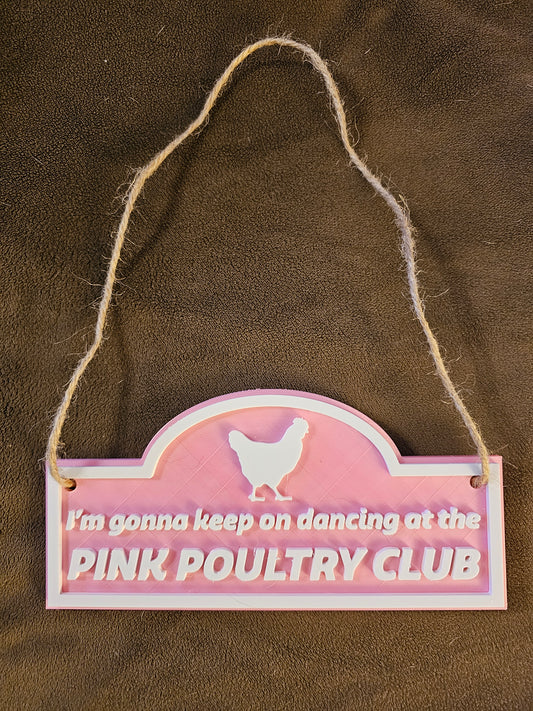 I'm gonna keep on dancing at the
PINK POULTRY CLUB